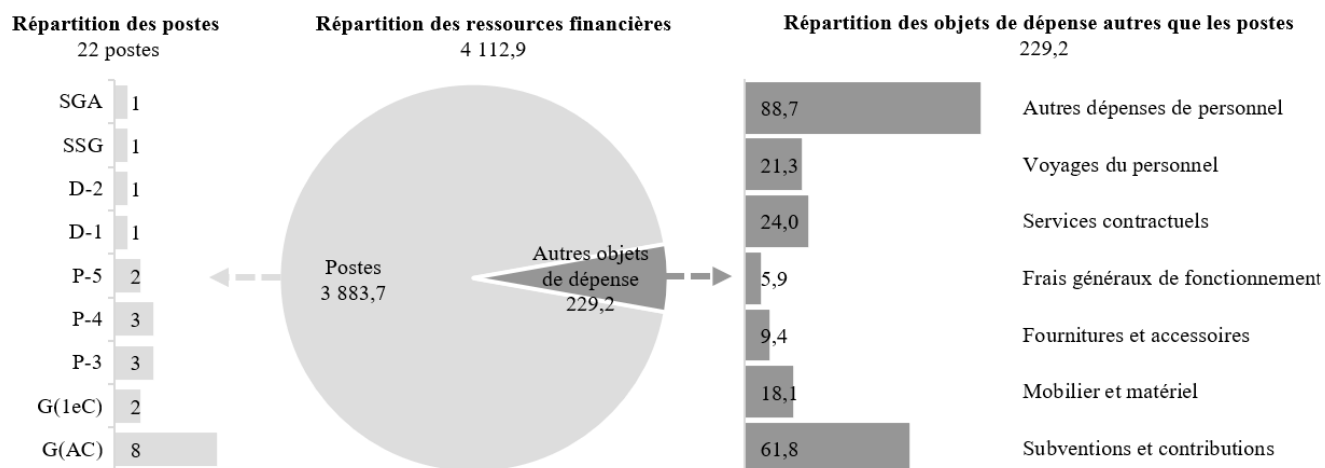 Répartition des postes
22 postes
SGA 1
SSG 1
D-2 1
D-1 1
P-5 2
P-4 3
P-3 3
G(1eC) 2
G(AC) 8
Répartition des ressources financières
4 112,9
Postes
3 883,7
Autres objets
de dépense
229,2
Répartition des objets de dépense autres que les postes
229,2
88,7 Autres dépenses de personnel
21,3 Voyages du personnel
24,0 Services contractuels
5,9 Frais généraux de fonctionnement
9,4 Fournitures et accessoires
18,1 Mobilier et matériel
61,8 Subventions et contributions